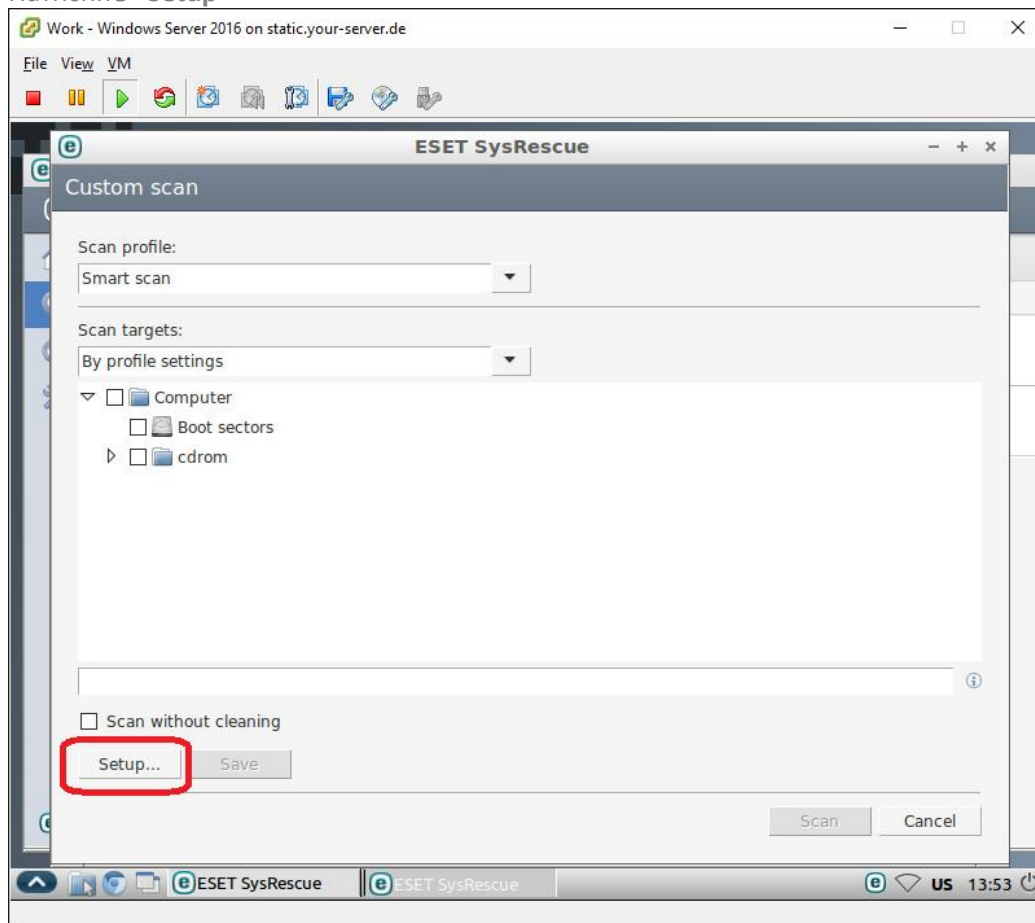 Work - Windows Server 2016 on static.your-server.de
File View VM
ESET SysRescue
Custom scan
Scan profile:
Smart scan
Scan targets:
By profile settings
Computer
Boot sectors
cdrom
Scan without cleaning
Setup... Save
Scan Cancel
ESET SysRescue ESET SysRescue US 13:53